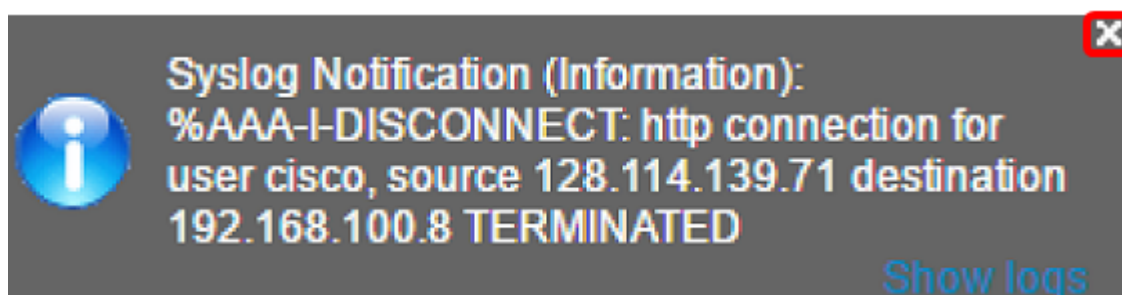 Syslog Notification (Information):
%AAA-I-DISCONNECT: http connection for
user cisco, source 128.114.139.71 destination
192.168.100.8 TERMINATED
Show logs